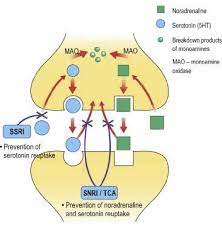 Noradrenaline
Serotonin (5HT)
Breakdown products
of monoamines
MAO – monoamine
oxidase
MAO
MAO
SSRI
• Prevention of
serotonin reuptake
SNRI / TCA
• Prevention of noradrenaline
and serotonin reuptake